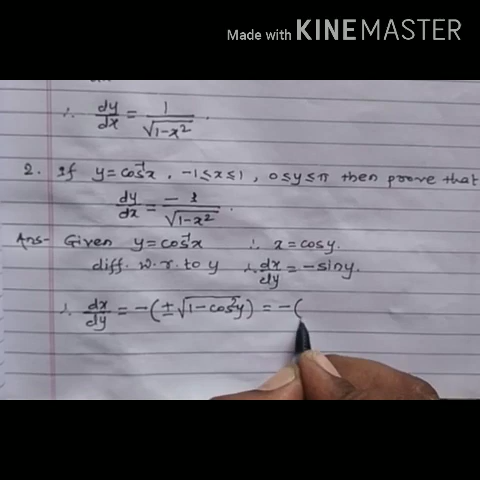 Made with KINEMASTER
∴ dy/dx = 1/√1-x² .
2. If y = cos⁻¹x , -1≤x≤1 , 0≤y≤π then prove that
dy/dx = -1/√1-x² .
Ans- Given y = cos⁻¹x ∴ x = cosy.
diff. w.r. to y ∴ dx/dy = -siny.
∴ dx/dy = -(±√1-cos²y) = -(